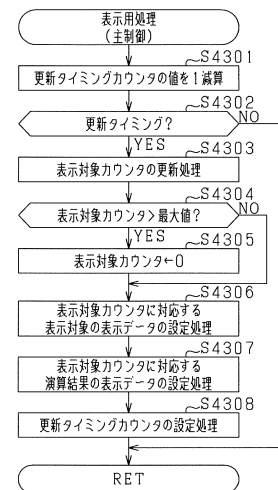 表示用処理
(主制御)
S4301
更新タイミングカウンタの値を1減算
S4302
更新タイミング?
NO
YES
S4303
表示対象カウンタの更新処理
S4304
表示対象カウンタ>最大値?
NO
YES
S4305
表示対象カウンタ←0
S4306
表示対象カウンタに対応する
表示対象の表示データの設定処理
S4307
表示対象カウンタに対応する
演算結果の表示データの設定処理
S4308
更新タイミングカウンタの設定処理
RET